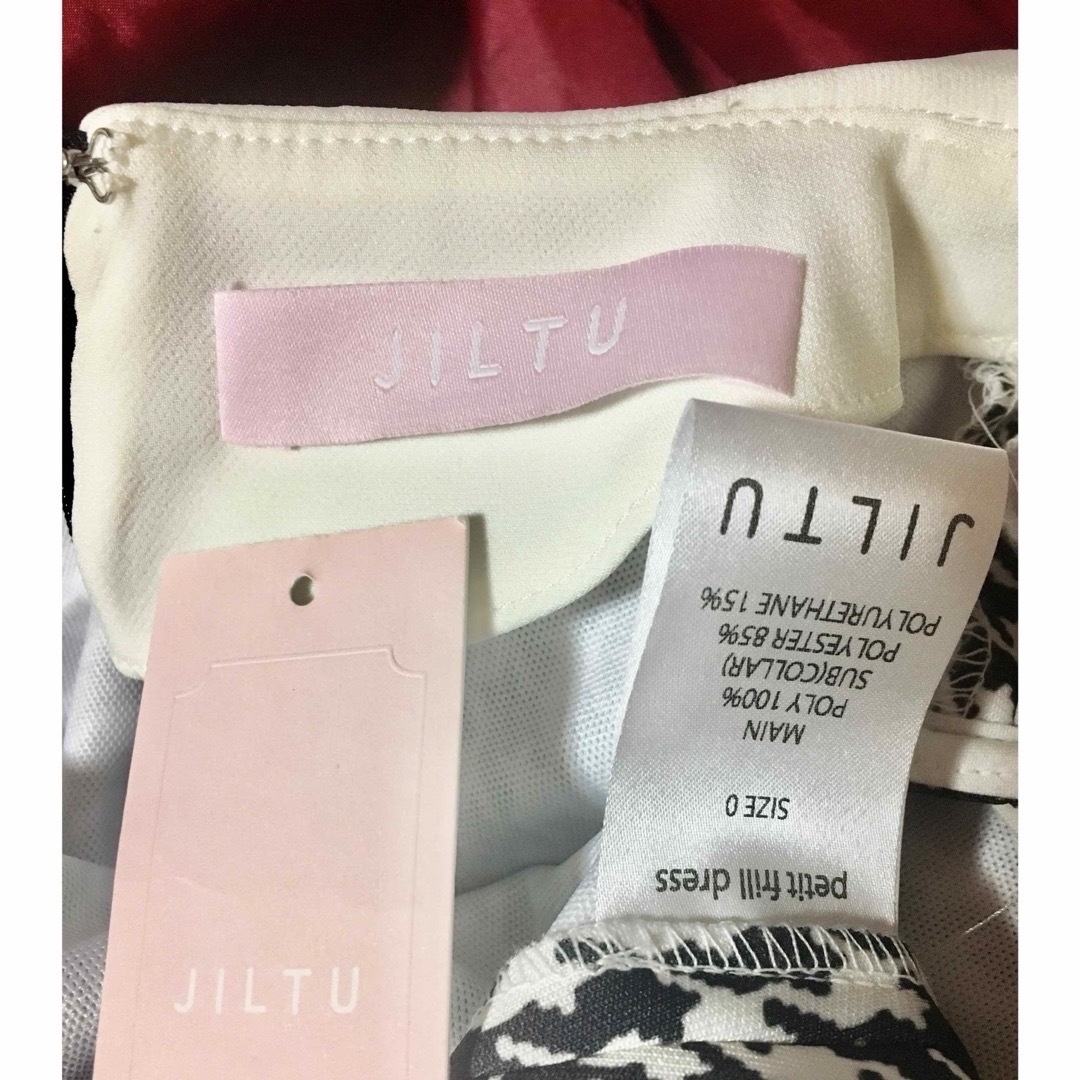 JILTU
JILTU
POLYURETHANE 15%
POLYESTER 85%
SUB(COLLAR)
POLY 100%
MAIN
SIZE 0
petit frill dress
JILTU